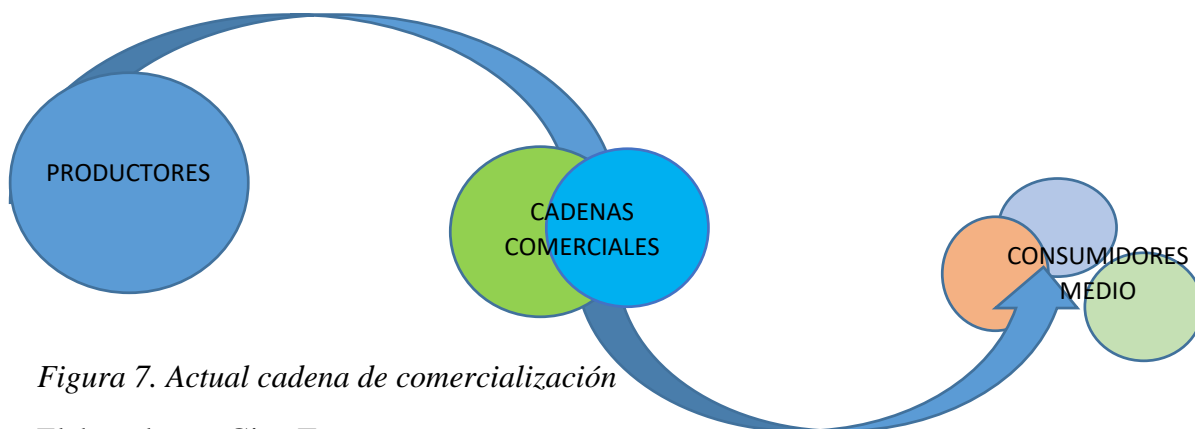 PRODUCTORES
CADENAS
COMERCIALES
CONSUMIDORES
MEDIO
Figura 7. Actual cadena de comercialización